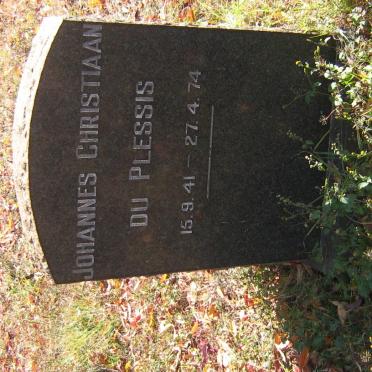 JOHANNES CHRISTIAAN
DU PLESSIS
15.9.41 – 27.4.74